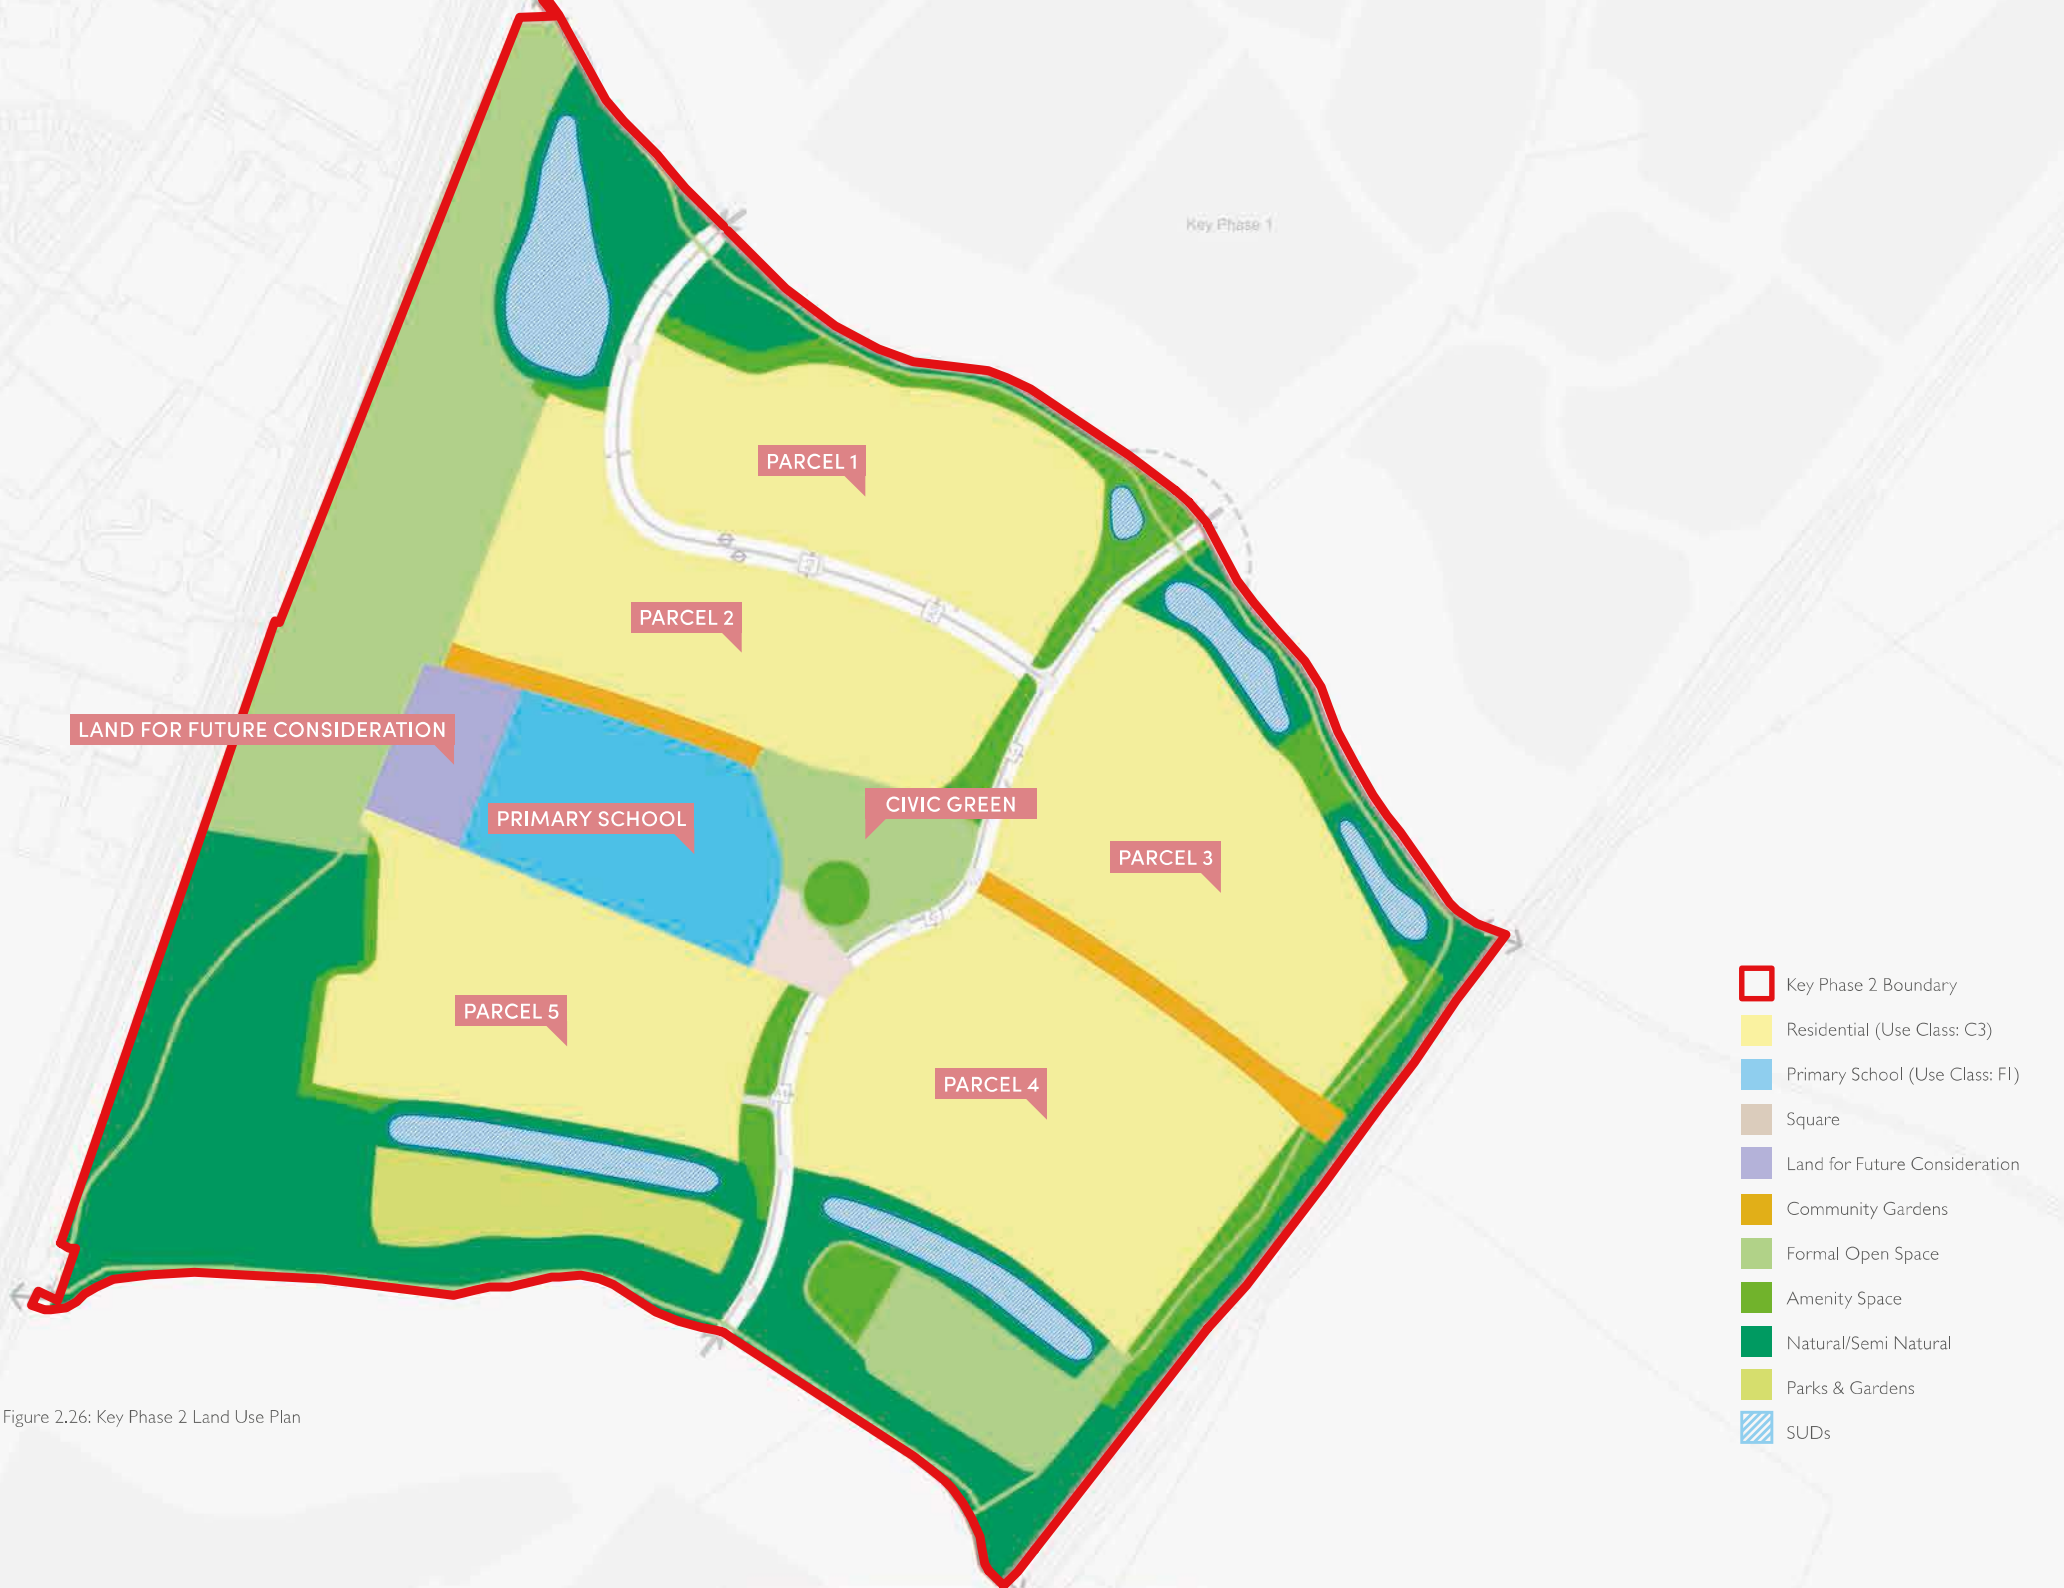 Key Phase 1
PARCEL 1
PARCEL 2
LAND FOR FUTURE CONSIDERATION
CIVIC GREEN
PRIMARY SCHOOL
PARCEL 3
PARCEL 5
PARCEL 4
Key Phase 2 Boundary
Residential (Use Class: C3)
Primary School (Use Class: F1)
Square
Land for Future Consideration
Community Gardens
Formal Open Space
Amenity Space
Natural/Semi Natural
Parks & Gardens
SUDs
Figure 2.26: Key Phase 2 Land Use Plan